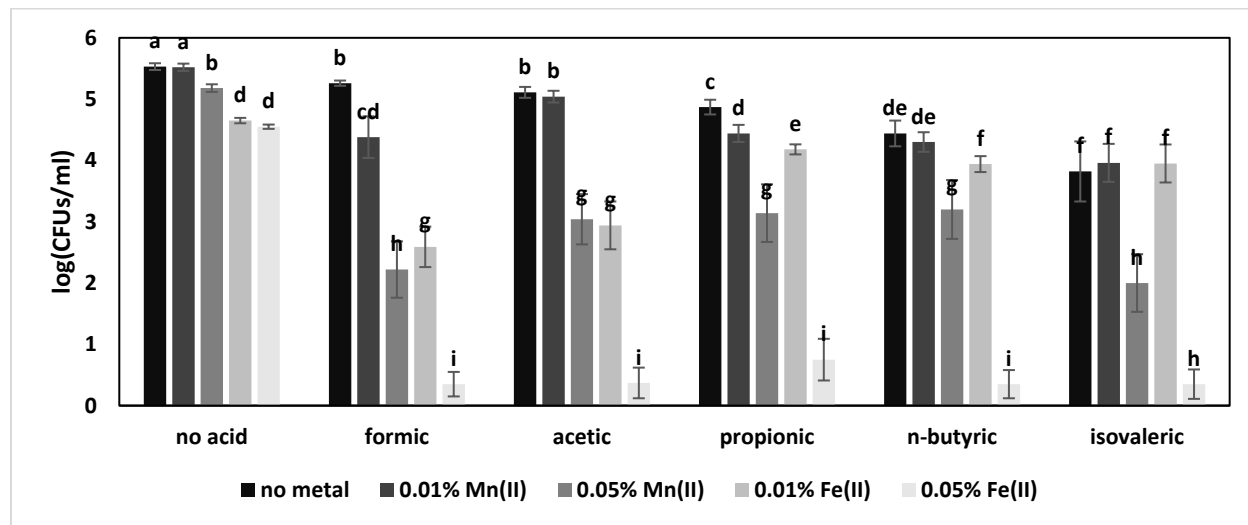 log(CFUs/ml)
6
5
4
3
2
1
0
a a b d d
b cd h g i
b b g g i
c d g e i
de de g f i
f f h f h
no acid formic acetic propionic n-butyric isovaleric
no metal 0.01% Mn(II) 0.05% Mn(II) 0.01% Fe(II) 0.05% Fe(II)